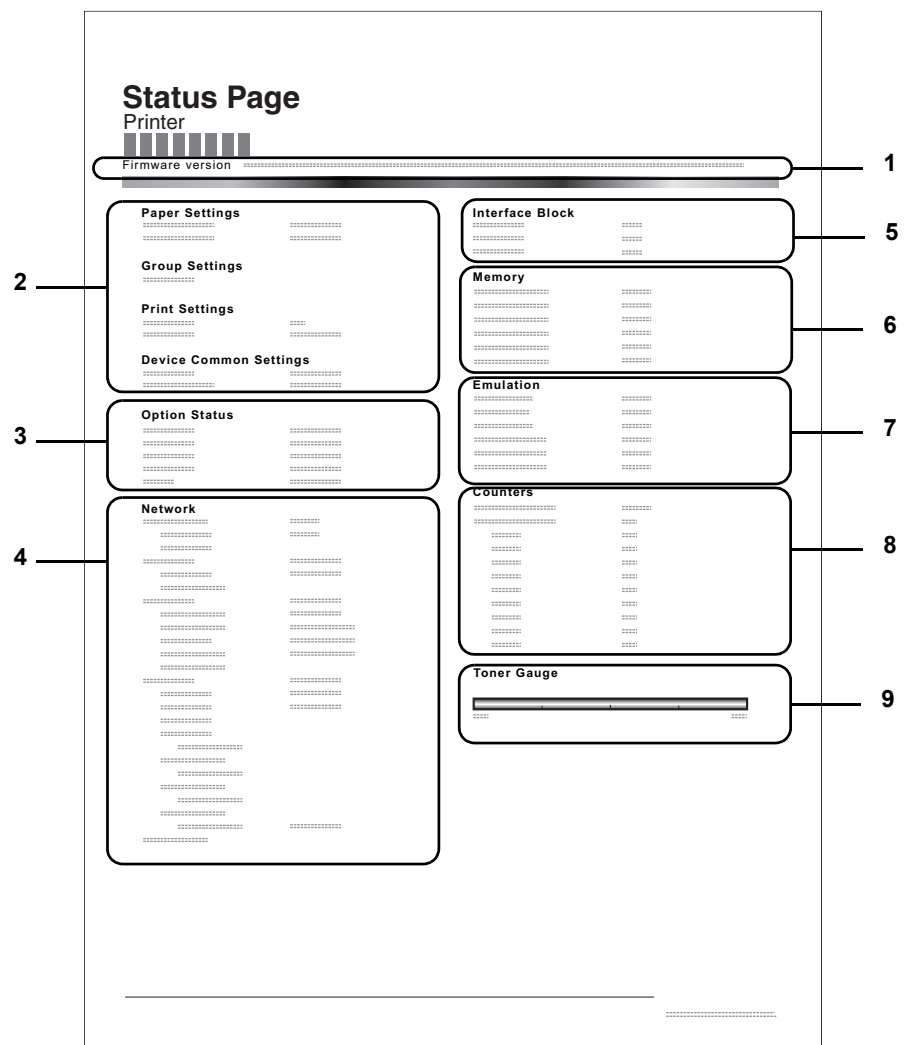 Status Page
Printer
Firmware version
1
Paper Settings
Group Settings
Print Settings
Device Common Settings
2
Option Status
3
Network
4
Interface Block
5
Memory
6
Emulation
7
Counters
8
Toner Gauge
9